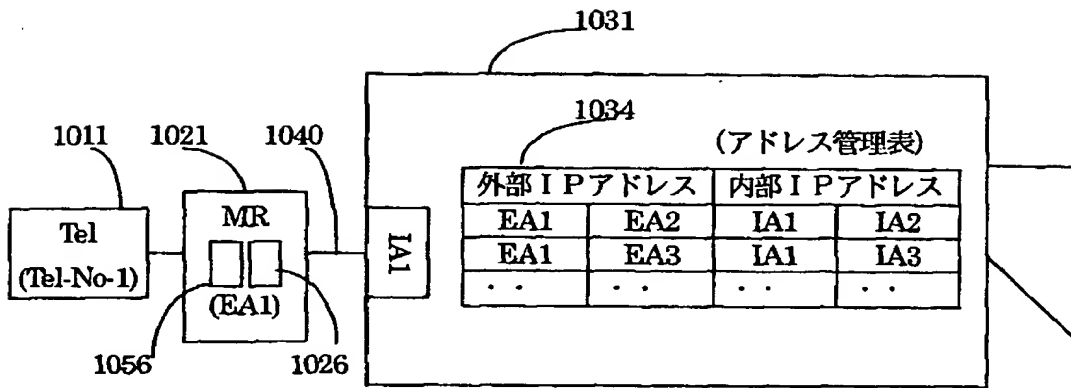 1031
1034
1011
1021
1040
(アドレス管理表)
外部IPアドレス 内部IPアドレス
EA1 EA2 IA1 IA2
EA1 EA3 IA1 IA3
・・ ・・ ・・ ・・
Tel
(Tel-No-1)
MR
(EA1)
IA1
1056
1026